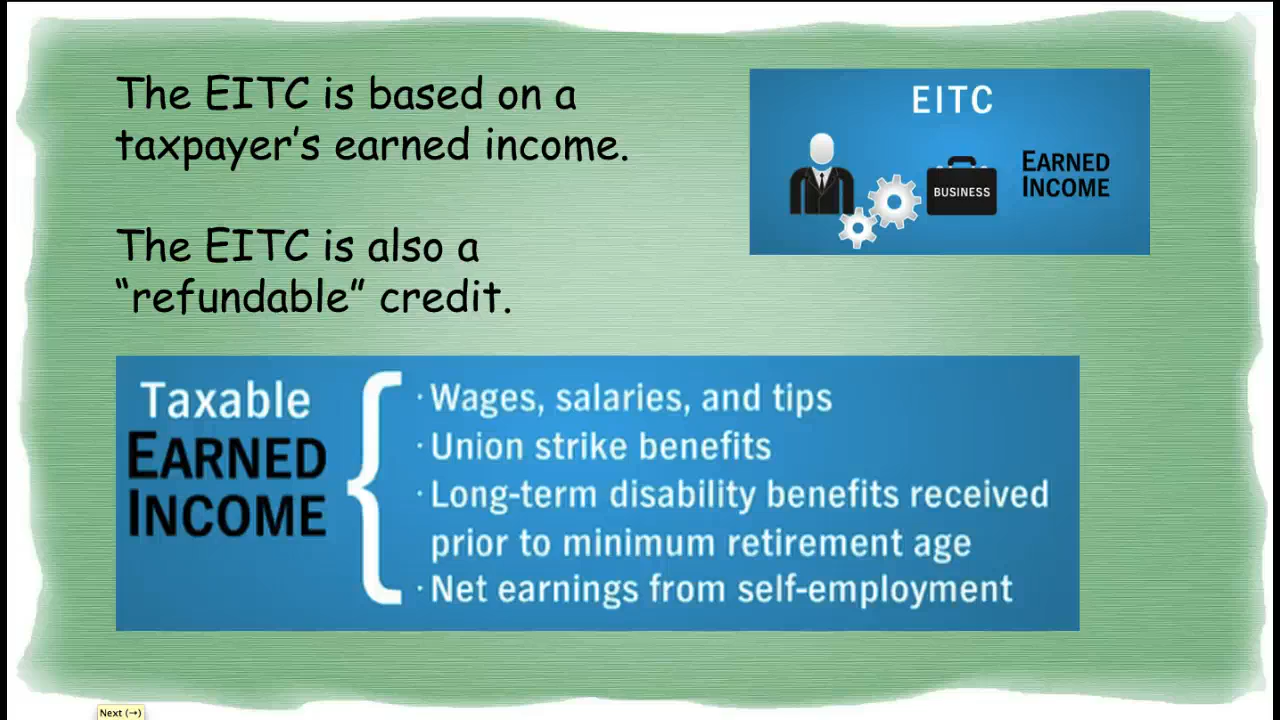 The EITC is based on a
taxpayer’s earned income.
The EITC is also a
“refundable” credit.
EITC
BUSINESS
EARNED
INCOME
Taxable
EARNED
INCOME
· Wages, salaries, and tips
· Union strike benefits
· Long-term disability benefits received
prior to minimum retirement age
· Net earnings from self-employment
Next (→)